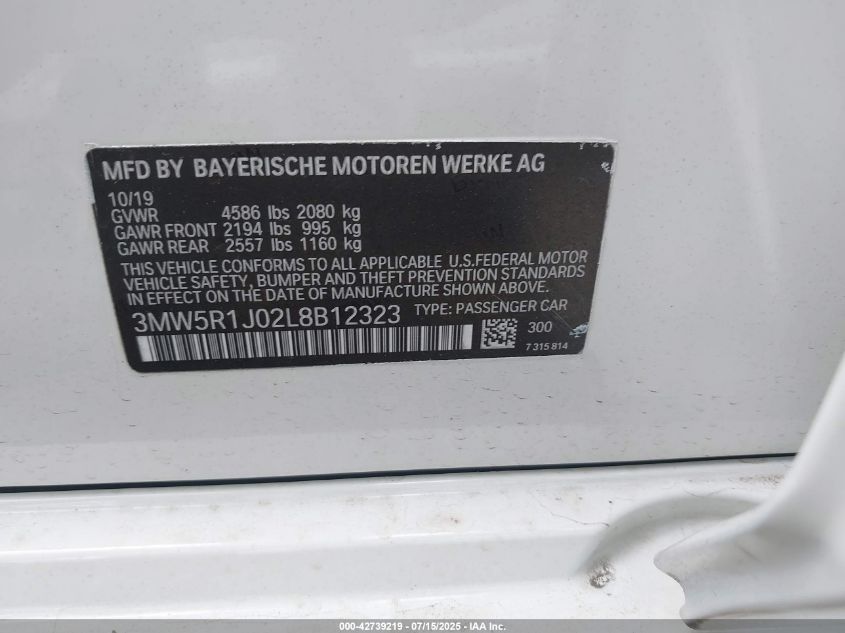 MFD BY BAYERISCHE MOTOREN WERKE AG
10/19
GVWR 4586 lbs 2080 kg
GAWR FRONT 2194 lbs 995 kg
GAWR REAR 2557 lbs 1160 kg
THIS VEHICLE CONFORMS TO ALL APPLICABLE U.S.FEDERAL MOTOR
VEHICLE SAFETY, BUMPER AND THEFT PREVENTION STANDARDS
IN EFFECT ON THE DATE OF MANUFACTURE SHOWN ABOVE.
3MW5R1J02L8B12323 TYPE: PASSENGER CAR
300
7 315 814
000-42739219 - 07/15/2025 - IAA Inc.